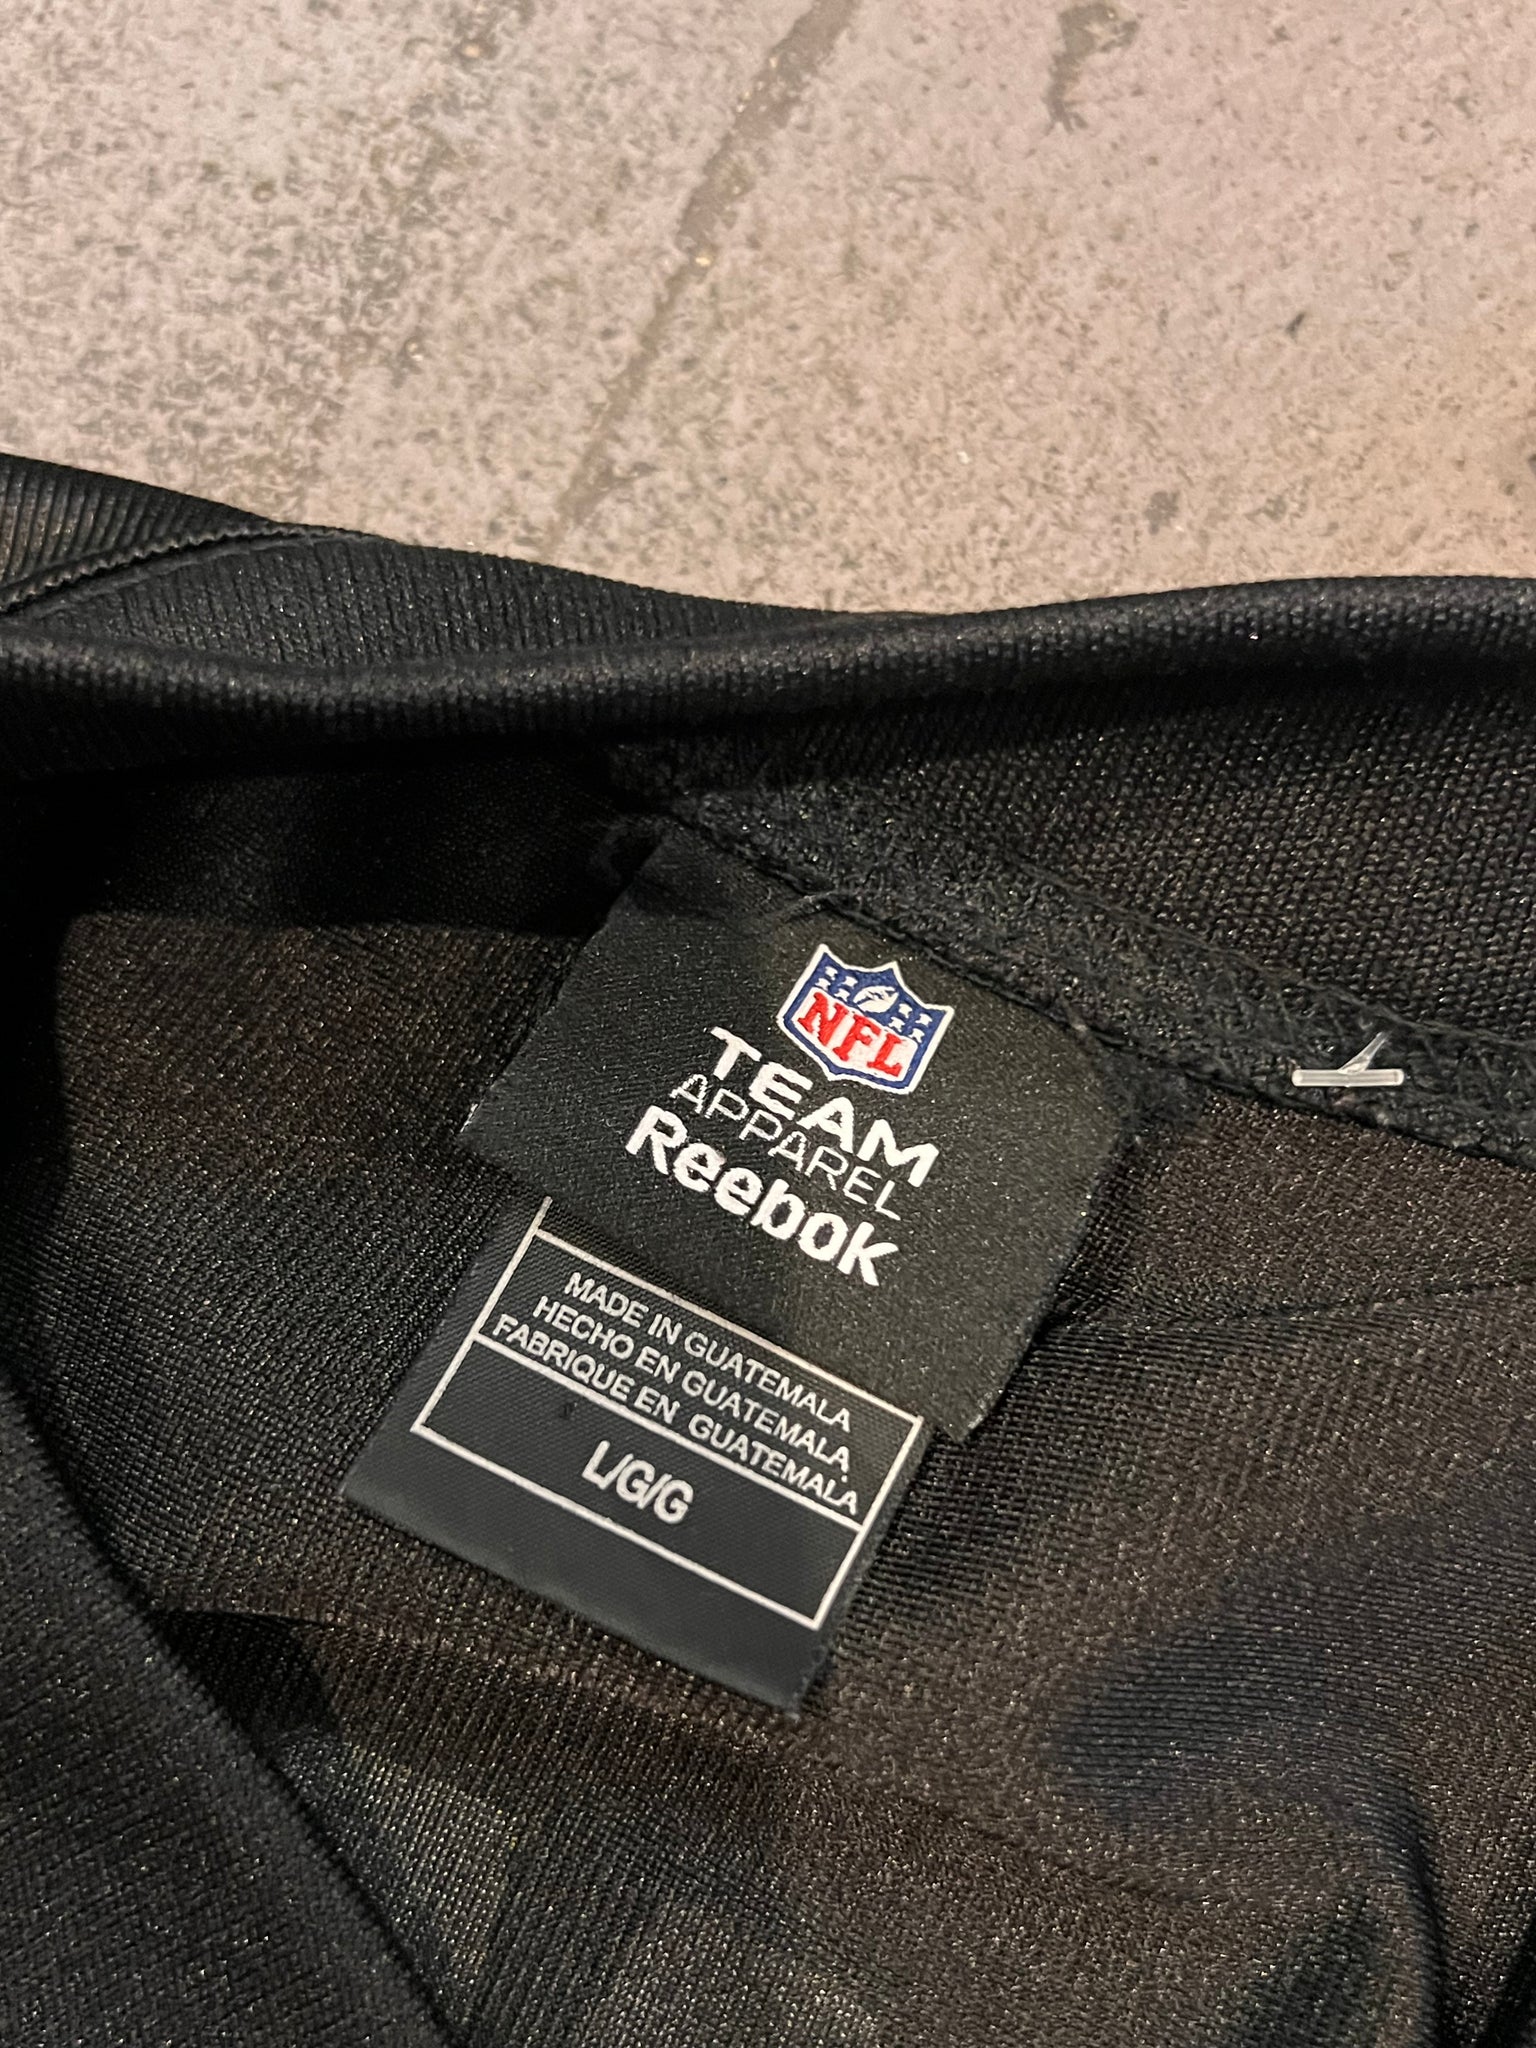 NFL
TEAM
APPAREL
Reebok
MADE IN GUATEMALA
HECHO EN GUATEMALA
FABRIQUE EN GUATEMALA
L/G/G